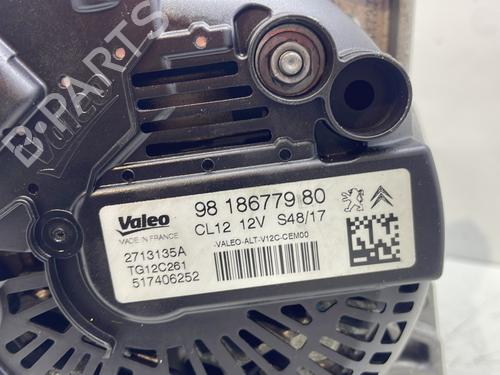 B-PARTS
Valeo
Valeo
MADE IN FRANCE
98 186779 80
CL12 12V S48/17
-VALEO-ALT-V12C-CEM00
2713135A
TG12C261
517406252